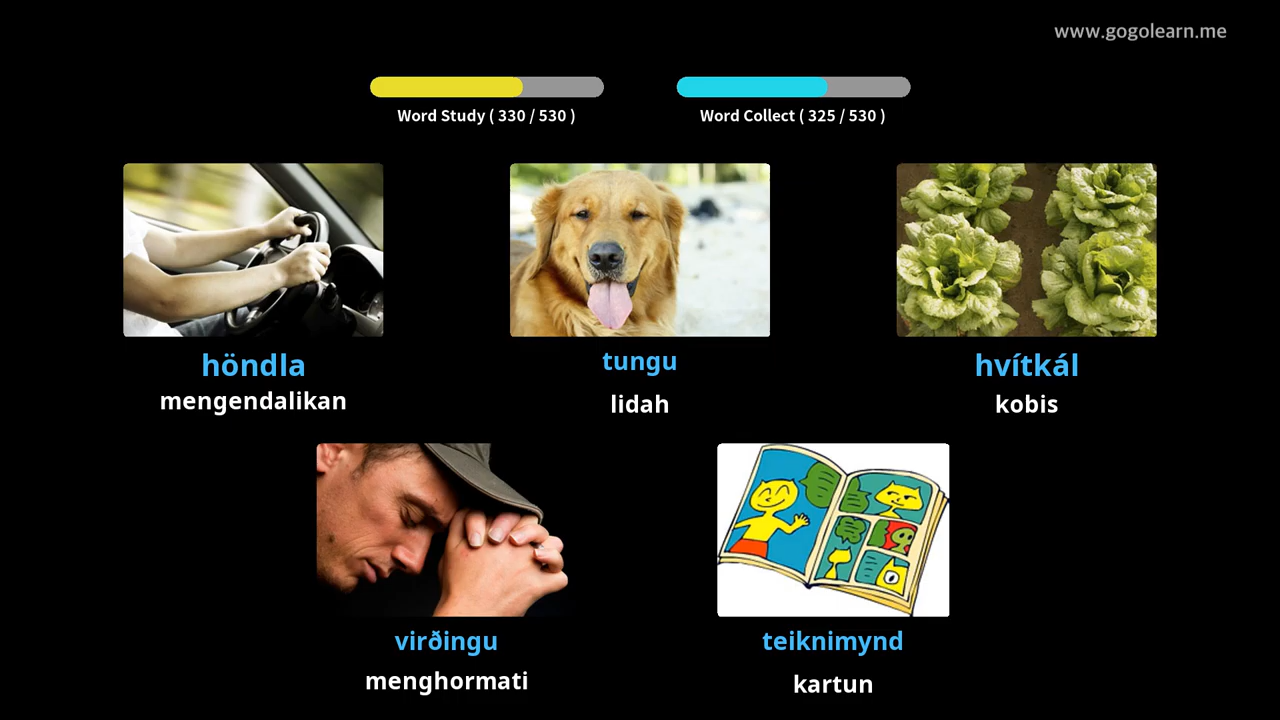 www.gogolearn.me
Word Study ( 330 / 530 )
Word Collect ( 325 / 530 )
höndla
mengendalikan
tungu
lidah
hvítkál
kobis
virðingu
menghormati
teiknimynd
kartun